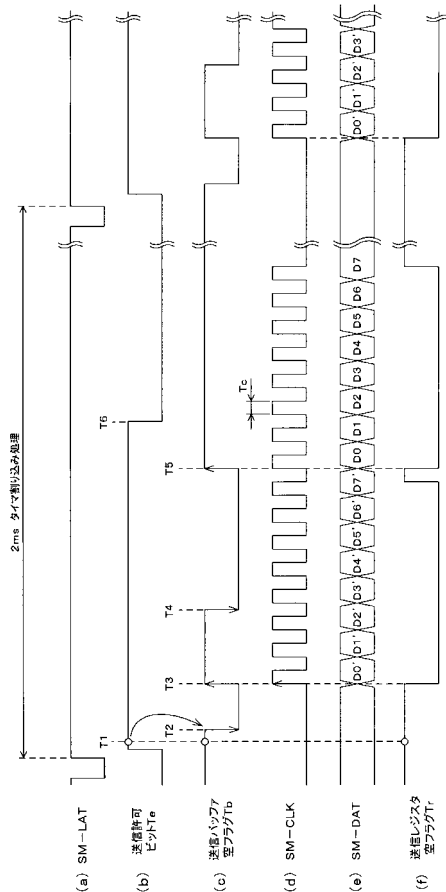 2ms タイマ割り込み処理
(a) SM-LAT
T1
T6
(b) 送信許可
ビットTe
T2
T3
T4
T5
(c) 送信バッファ
空フラグTb
Tc
(d) SM-CLK
(e) SM-DAT
D0' D1' D2' D3' D4' D5' D6' D7' D0 D1 D2 D3 D4 D5 D6 D7 D0' D1' D2' D3'
(f) 送信レジスタ
空フラグTr